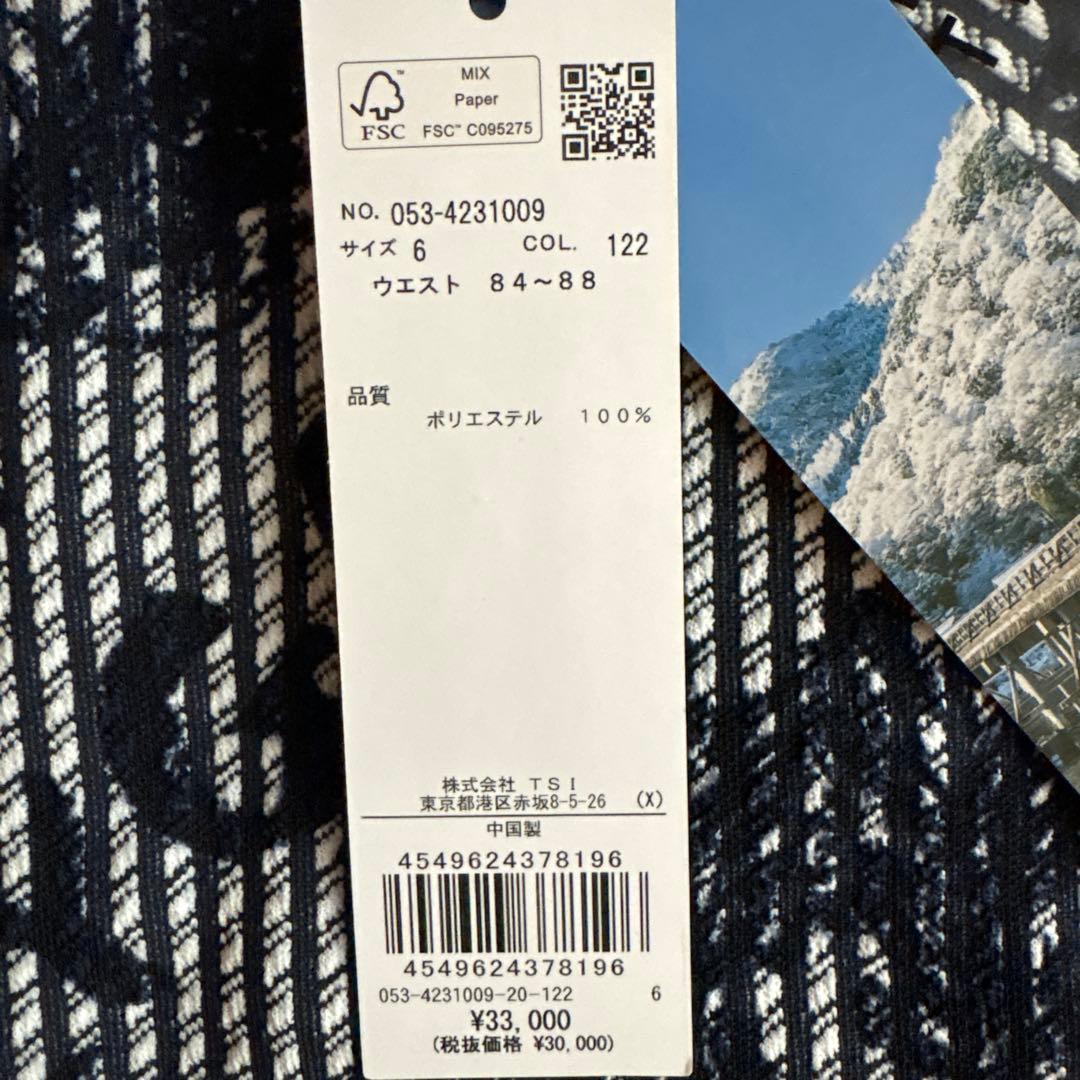 MIX
Paper
FSC™ C095275
FSC
NO. 053-4231009
サイズ 6 COL. 122
ウエスト 84～88
品質
ポリエステル 100%
株式会社 TSI
東京都港区赤坂8-5-26 (X)
中国製
4549624378196
4549624378196
053-4231009-20-122 6
¥33,000
(税抜価格 ¥30,000)